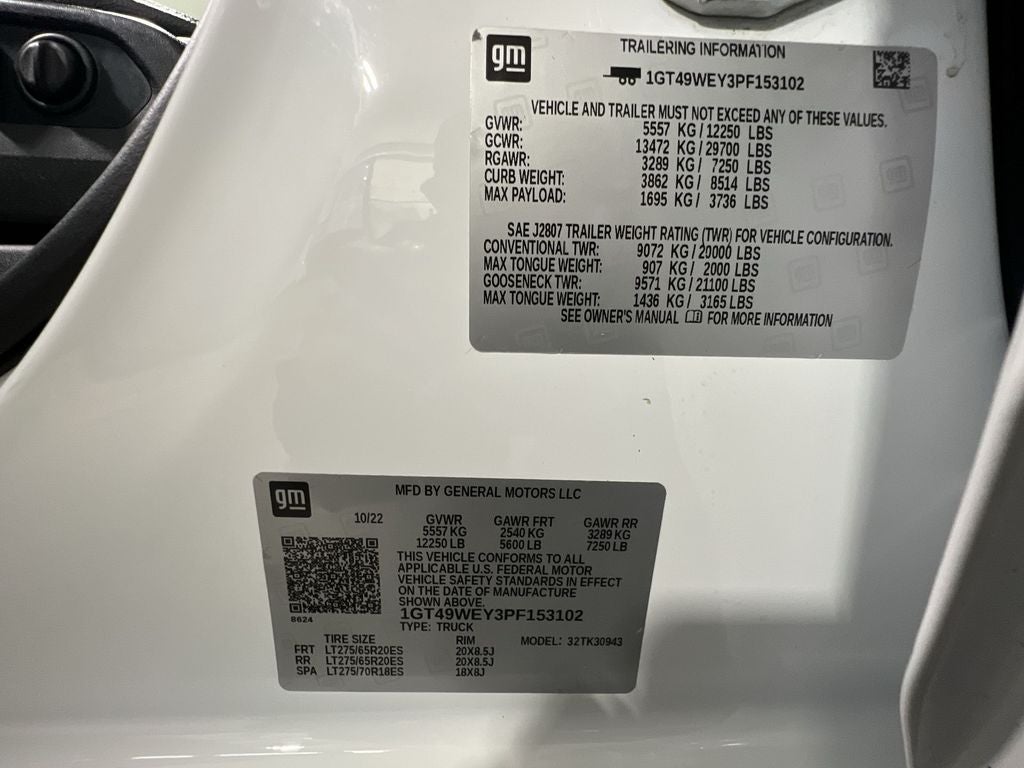 gm
TRAILERING INFORMATION
1GT49WEY3PF153102
VEHICLE AND TRAILER MUST NOT EXCEED ANY OF THESE VALUES.
GVWR: 5557 KG / 12250 LBS
GCWR: 13472 KG / 29700 LBS
RGAWR: 3289 KG / 7250 LBS
CURB WEIGHT: 3862 KG / 8514 LBS
MAX PAYLOAD: 1695 KG / 3736 LBS
SAE J2807 TRAILER WEIGHT RATING (TWR) FOR VEHICLE CONFIGURATION.
CONVENTIONAL TWR: 9072 KG / 20000 LBS
MAX TONGUE WEIGHT: 907 KG / 2000 LBS
GOOSENECK TWR: 9571 KG / 21100 LBS
MAX TONGUE WEIGHT: 1436 KG / 3165 LBS
SEE OWNER'S MANUAL FOR MORE INFORMATION
gm
MFD BY GENERAL MOTORS LLC
10/22 GVWR GAWR FRT GAWR RR
5557 KG 2540 KG 3289 KG
12250 LB 5600 LB 7250 LB
THIS VEHICLE CONFORMS TO ALL
APPLICABLE U.S. FEDERAL MOTOR
VEHICLE SAFETY STANDARDS IN EFFECT
ON THE DATE OF MANUFACTURE
SHOWN ABOVE.
8624
1GT49WEY3PF153102
TYPE: TRUCK
TIRE SIZE RIM MODEL: 32TK30943
FRT LT275/65R20ES 20X8.5J
RR LT275/65R20ES 20X8.5J
SPA LT275/70R18ES 18X8J